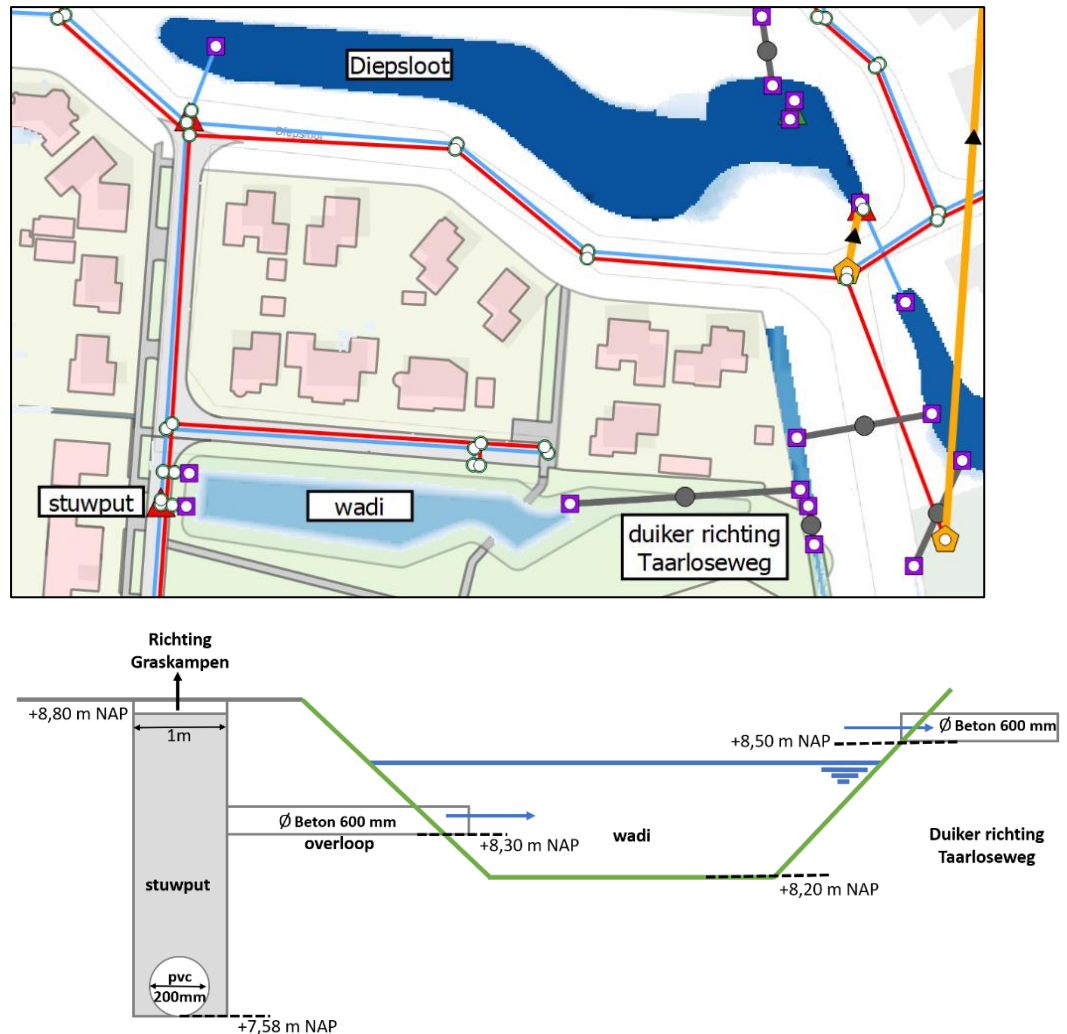 Diepsloot
Diepsloot
stuwput
wadi
duiker richting
Taarloseweg
Richting
Graskampen
+8,80 m NAP
1m
Ø Beton 600 mm
+8,50 m NAP
Ø Beton 600 mm
overloop
+8,30 m NAP
wadi
Duiker richting
Taarloseweg
stuwput
+8,20 m NAP
pvc
200mm
+7,58 m NAP